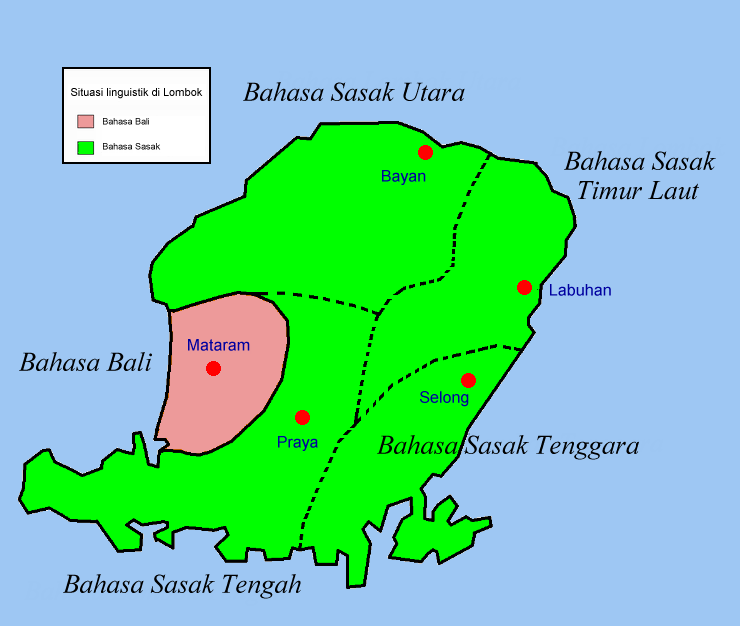 Bahasa Sasak Utara
Situasi linguistik di Lombok
Bahasa Bali
Bahasa Sasak
Bahasa Sasak
Timur Laut
Bayan
Labuhan
Mataram
Bahasa Bali
Selong
Praya
Bahasa Sasak Tenggara
Bahasa Sasak Tengah